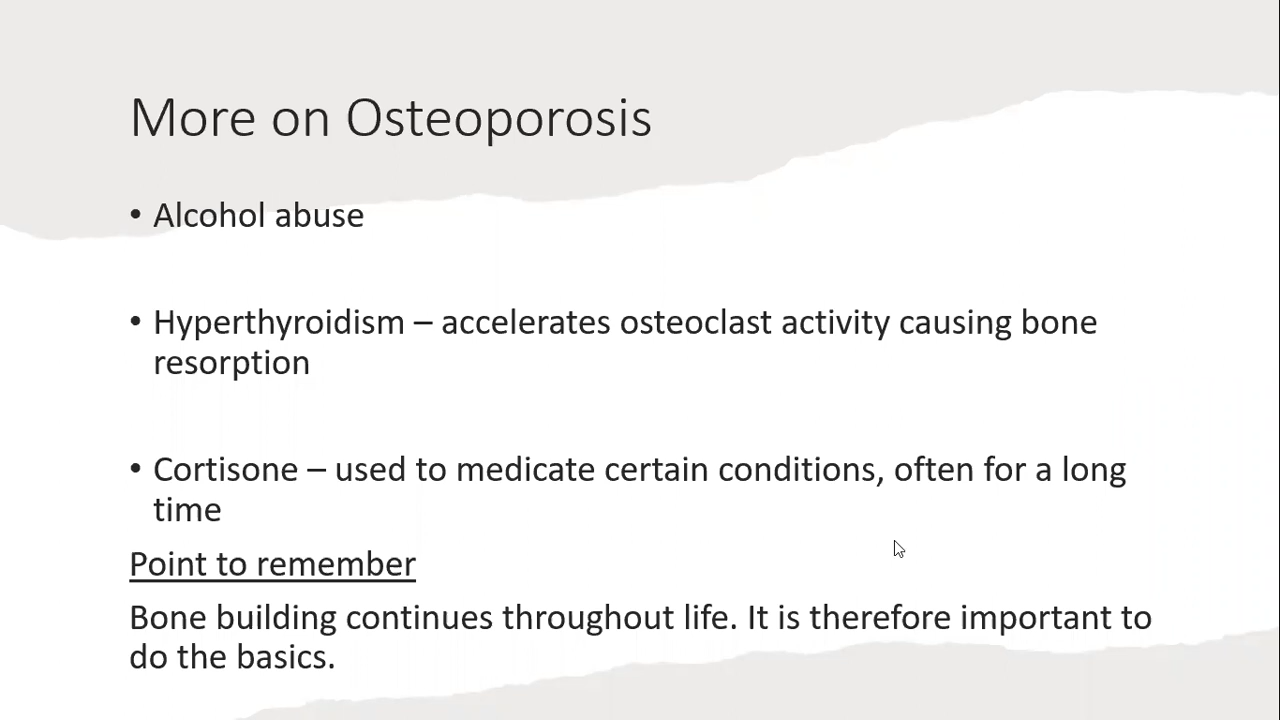 More on Osteoporosis
• Alcohol abuse
• Hyperthyroidism – accelerates osteoclast activity causing bone
resorption
• Cortisone – used to medicate certain conditions, often for a long
time
Point to remember
Bone building continues throughout life. It is therefore important to
do the basics.